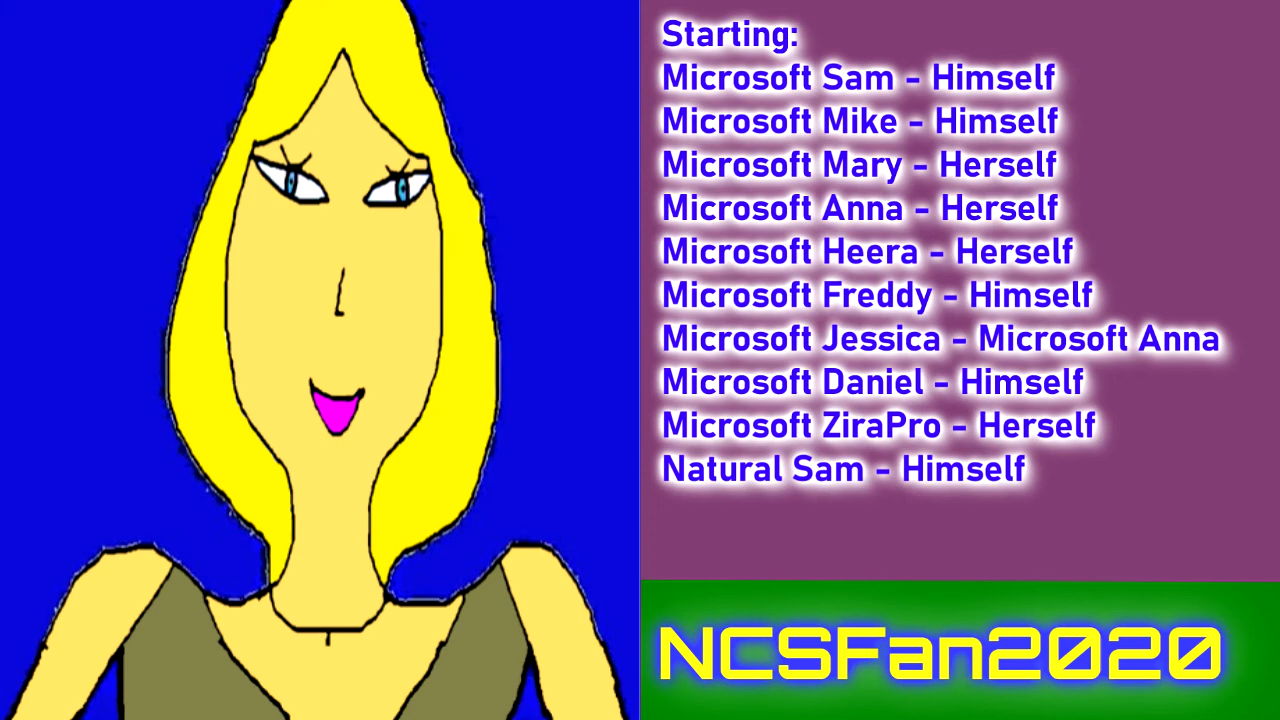 Starting:
Microsoft Sam - Himself
Microsoft Mike - Himself
Microsoft Mary - Herself
Microsoft Anna - Herself
Microsoft Heera - Herself
Microsoft Freddy - Himself
Microsoft Jessica - Microsoft Anna
Microsoft Daniel - Himself
Microsoft ZiraPro - Herself
Natural Sam - Himself
NCSFan2020